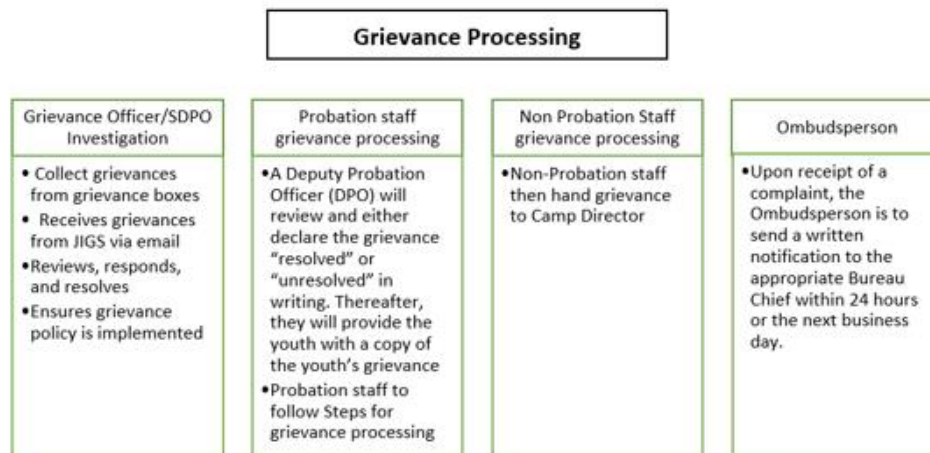 Grievance Processing
Grievance Officer/SDPO
Investigation
• Collect grievances
from grievance boxes
• Receives grievances
from JIGS via email
•Reviews, responds,
and resolves
•Ensures grievance
policy is implemented
Probation staff
grievance processing
•A Deputy Probation
Officer (DPO) will
review and either
declare the grievance
“resolved” or
“unresolved” in
writing. Thereafter,
they will provide the
youth with a copy of
the youth’s grievance
•Probation staff to
follow Steps for
grievance processing
Non Probation Staff
grievance processing
•Non-Probation staff
then hand grievance
to Camp Director
Ombudsperson
•Upon receipt of a
complaint, the
Ombudsperson is to
send a written
notification to the
appropriate Bureau
Chief within 24 hours
or the next business
day.